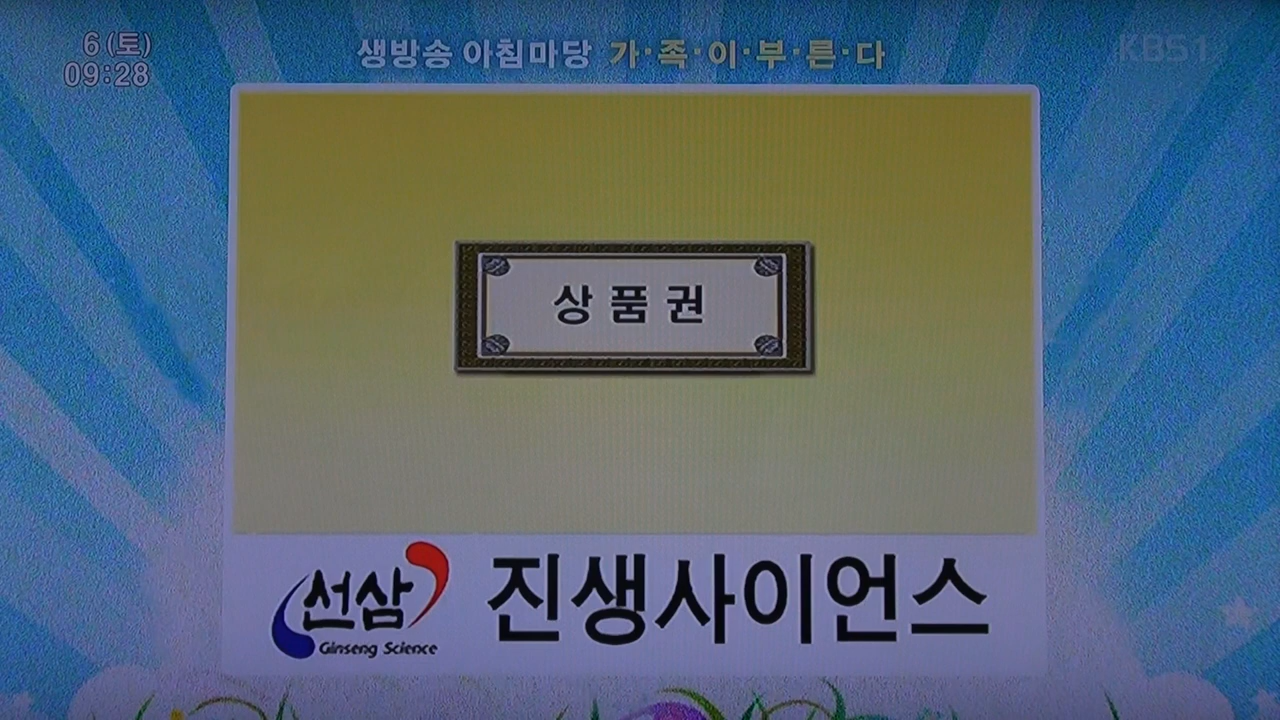 6(토)
09:28
생방송 아침마당 가·족·이·부·른·다
KBS1
상품권
선삼
Ginseng Science
진생사이언스